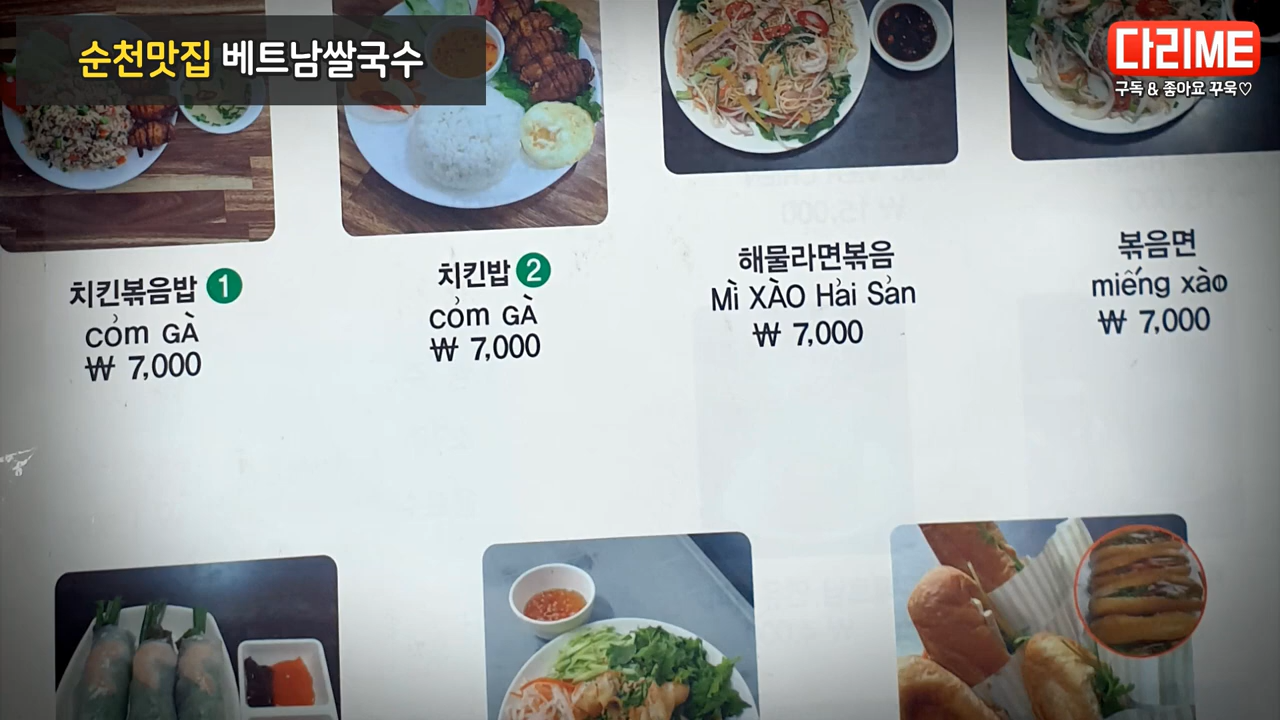 순천맛집 베트남쌀국수
다리ME
구독 & 좋아요 꾸욱♡
치킨볶음밥 1
cỏm GÀ
₩ 7,000
치킨밥 2
cỏm GÀ
₩ 7,000
해물라면볶음
MÌ XÀO Hải Sản
₩ 7,000
볶음면
miếng xào
₩ 7,000